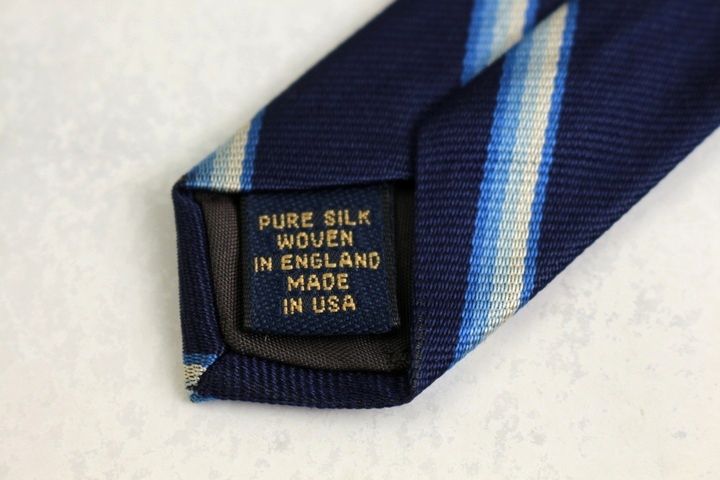 PURE SILK
WOVEN
IN ENGLAND
MADE
IN USA